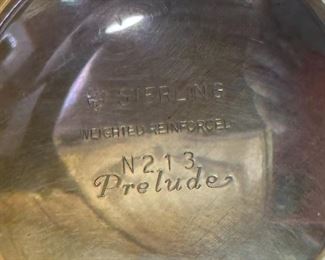 STERLING
WEIGHTED REINFORCED
N213
Prelude